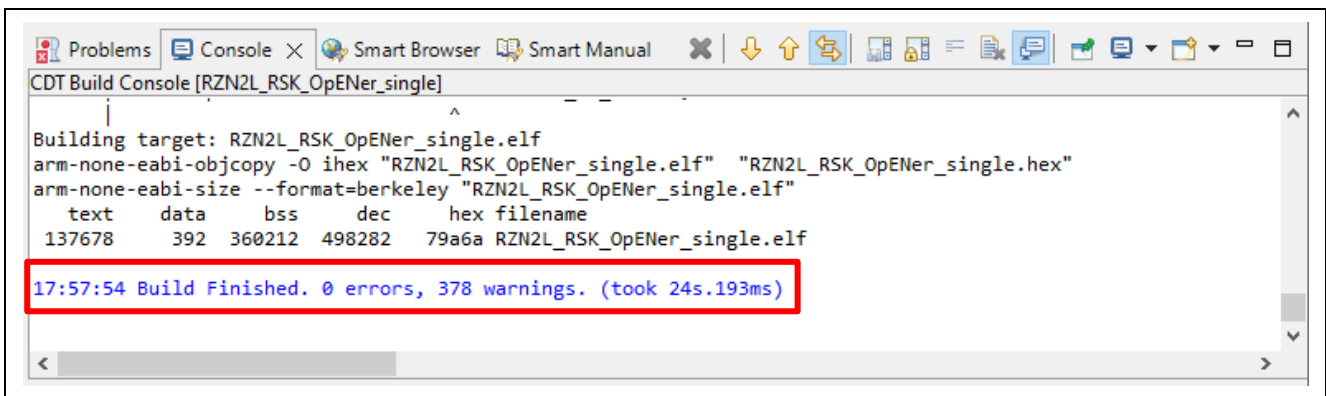 Problems Console Smart Browser Smart Manual
CDT Build Console [RZN2L_RSK_OpENer_single]
| ^
Building target: RZN2L_RSK_OpENer_single.elf
arm-none-eabi-objcopy -O ihex "RZN2L_RSK_OpENer_single.elf"  "RZN2L_RSK_OpENer_single.hex"
arm-none-eabi-size --format=berkeley "RZN2L_RSK_OpENer_single.elf"
text data bss dec hex filename
137678 392 360212 498282 79a6a RZN2L_RSK_OpENer_single.elf
17:57:54 Build Finished. 0 errors, 378 warnings. (took 24s.193ms)